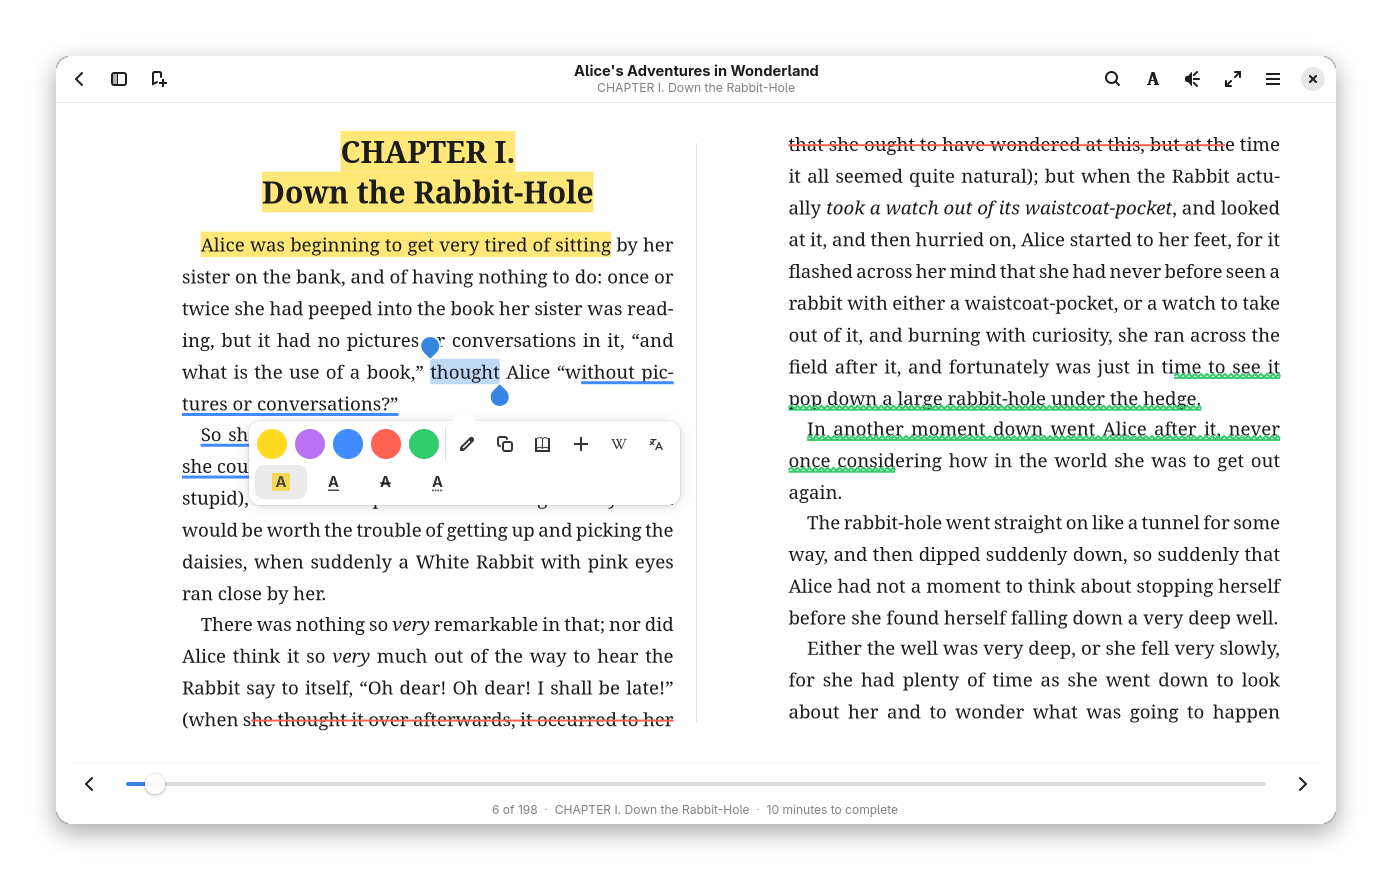 Alice's Adventures in Wonderland
CHAPTER I. Down the Rabbit-Hole
A
CHAPTER I.
Down the Rabbit-Hole
Alice was beginning to get very tired of sitting by her
sister on the bank, and of having nothing to do: once or
twice she had peeped into the book her sister was read-
ing, but it had no pictures conversations in it, “and
what is the use of a book,” thought Alice “without pic-
tures or conversations?”
So sh
she cou
stupid),
would be worth the trouble of getting up and picking the
daisies, when suddenly a White Rabbit with pink eyes
ran close by her.
There was nothing so very remarkable in that; nor did
Alice think it so very much out of the way to hear the
Rabbit say to itself, “Oh dear! Oh dear! I shall be late!”
(when she thought it over afterwards, it occurred to her
W
A A A A
that she ought to have wondered at this, but at the time
it all seemed quite natural); but when the Rabbit actu-
ally took a watch out of its waistcoat-pocket, and looked
at it, and then hurried on, Alice started to her feet, for it
flashed across her mind that she had never before seen a
rabbit with either a waistcoat-pocket, or a watch to take
out of it, and burning with curiosity, she ran across the
field after it, and fortunately was just in time to see it
pop down a large rabbit-hole under the hedge.
In another moment down went Alice after it, never
once considering how in the world she was to get out
again.
The rabbit-hole went straight on like a tunnel for some
way, and then dipped suddenly down, so suddenly that
Alice had not a moment to think about stopping herself
before she found herself falling down a very deep well.
Either the well was very deep, or she fell very slowly,
for she had plenty of time as she went down to look
about her and to wonder what was going to happen
6 of 198 · CHAPTER I. Down the Rabbit-Hole · 10 minutes to complete